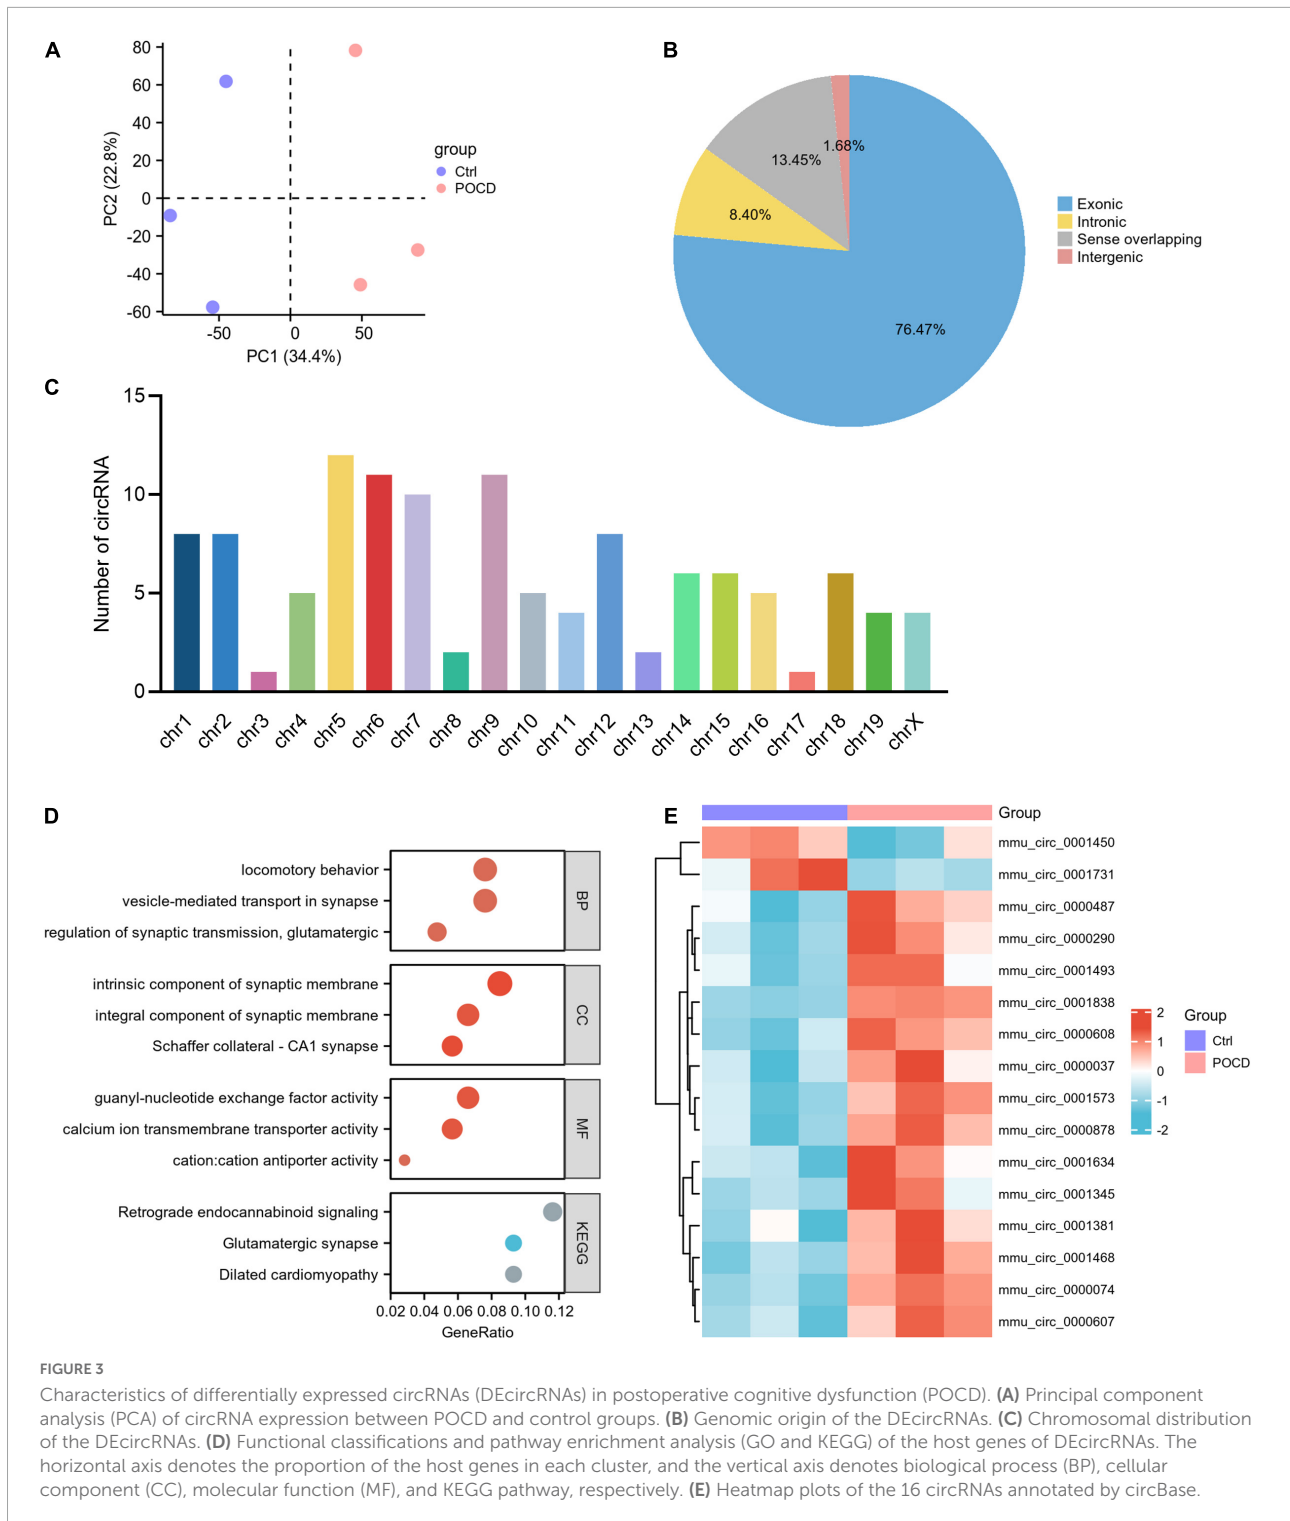 A
80
60
40
20
0
-20
-40
-60
PC2 (22.8%)
-50
0
50
PC1 (34.4%)
group
Ctrl
POCD
B
1.68%
13.45%
8.40%
76.47%
Exonic
Intronic
Sense overlapping
Intergenic
C
15
10
5
0
Number of circRNA
chr1
chr2
chr3
chr4
chr5
chr6
chr7
chr8
chr9
chr10
chr11
chr12
chr13
chr14
chr15
chr16
chr17
chr18
chr19
chrX
D
locomotory behavior
vesicle-mediated transport in synapse
regulation of synaptic transmission, glutamatergic
BP
intrinsic component of synaptic membrane
integral component of synaptic membrane
Schaffer collateral - CA1 synapse
CC
guanyl-nucleotide exchange factor activity
calcium ion transmembrane transporter activity
cation:cation antiporter activity
MF
Retrograde endocannabinoid signaling
Glutamatergic synapse
Dilated cardiomyopathy
KEGG
0.02 0.04 0.06 0.08 0.10 0.12
GeneRatio
E
Group
mmu_circ_0001450
mmu_circ_0001731
mmu_circ_0000487
mmu_circ_0000290
mmu_circ_0001493
mmu_circ_0001838
mmu_circ_0000608
mmu_circ_0000037
mmu_circ_0001573
mmu_circ_0000878
mmu_circ_0001634
mmu_circ_0001345
mmu_circ_0001381
mmu_circ_0001468
mmu_circ_0000074
mmu_circ_0000607
2
1
0
-1
-2
Group
Ctrl
POCD
FIGURE 3
Characteristics of differentially expressed circRNAs (DEcircRNAs) in postoperative cognitive dysfunction (POCD). (A) Principal component
analysis (PCA) of circRNA expression between POCD and control groups. (B) Genomic origin of the DEcircRNAs. (C) Chromosomal distribution
of the DEcircRNAs. (D) Functional classifications and pathway enrichment analysis (GO and KEGG) of the host genes of DEcircRNAs. The
horizontal axis denotes the proportion of the host genes in each cluster, and the vertical axis denotes biological process (BP), cellular
component (CC), molecular function (MF), and KEGG pathway, respectively. (E) Heatmap plots of the 16 circRNAs annotated by circBase.